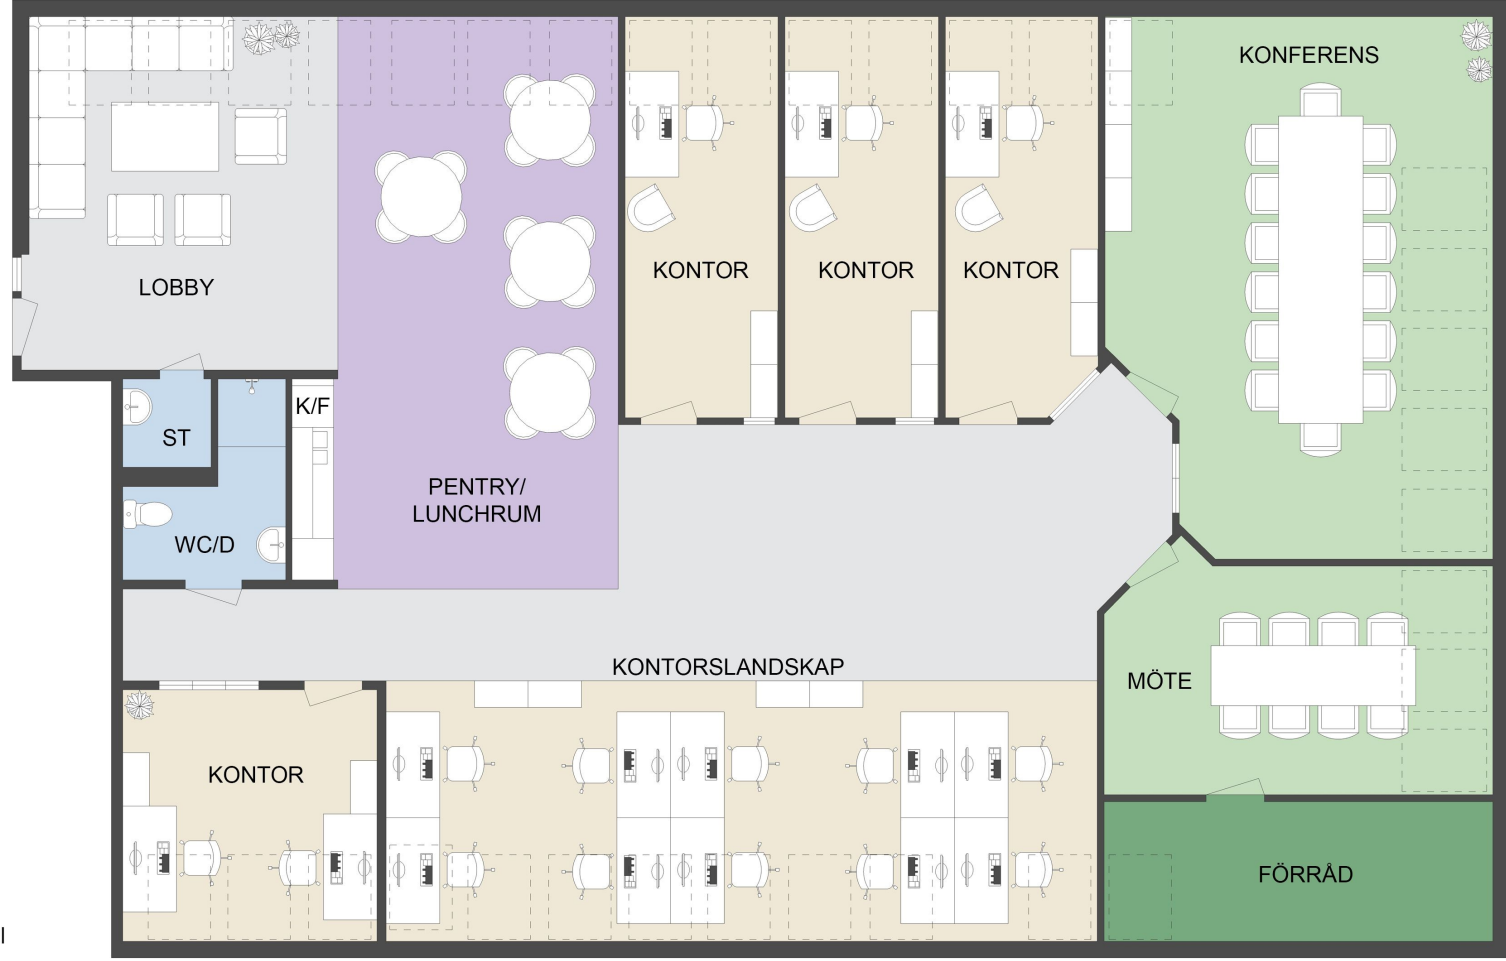 KONFERENS
LOBBY
KONTOR
KONTOR
KONTOR
K/F
ST
PENTRY/
LUNCHRUM
WC/D
KONTORSLANDSKAP
MÖTE
KONTOR
FÖRRÅD
l